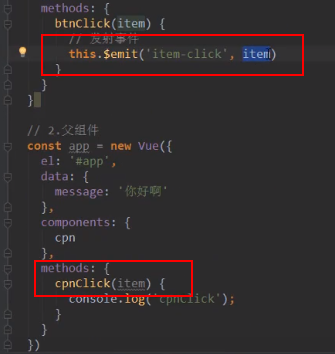 methods: {
btnClick(item) {
// 发射事件
this.$emit('item-click', item)
}
}
}
// 2.父组件
const app = new Vue({
el: '#app',
data: {
message: '你好啊'
},
components: {
cpn
},
methods: {
cpnClick(item) {
console.log('cpnClick');
}
}
})